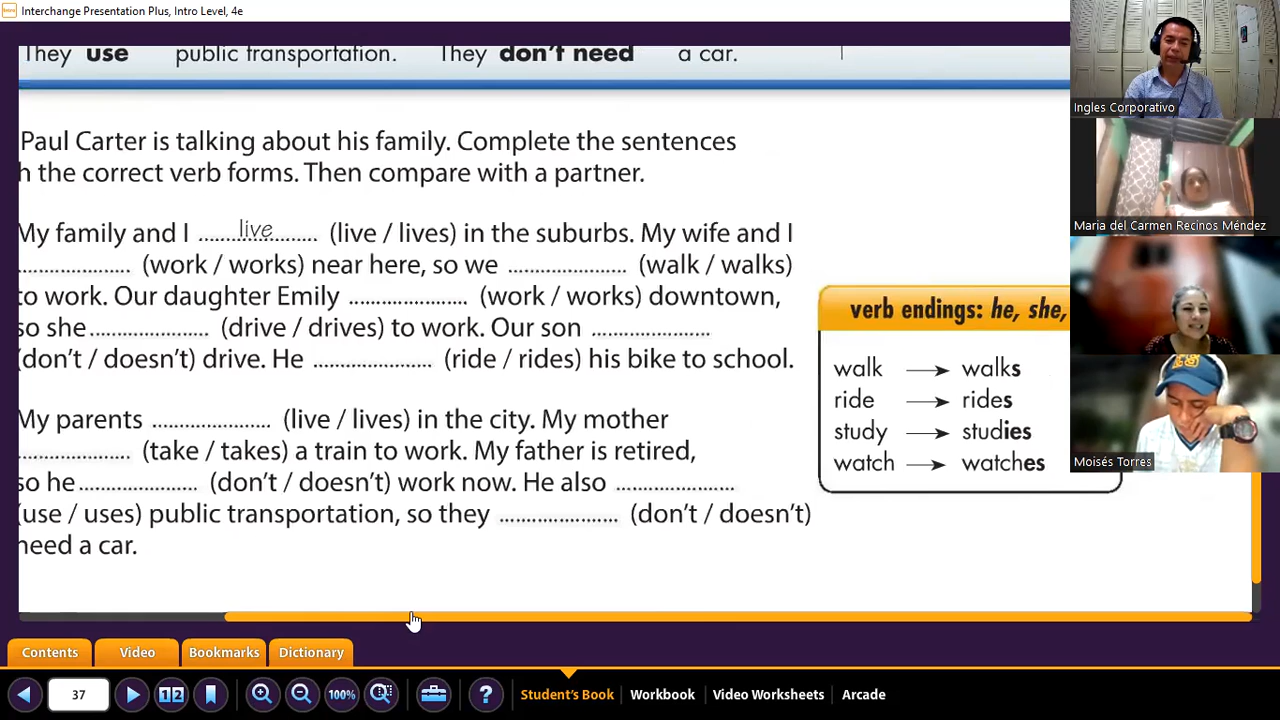 Interchange Presentation Plus, Intro Level, 4e
They use public transportation. They don't need a car.
Paul Carter is talking about his family. Complete the sentences
h the correct verb forms. Then compare with a partner.
My family and I live (live / lives) in the suburbs. My wife and I
.................... (work / works) near here, so we .................... (walk / walks)
to work. Our daughter Emily .................... (work / works) downtown,
so she .................... (drive / drives) to work. Our son ....................
(don't / doesn't) drive. He .................... (ride / rides) his bike to school.
My parents .................... (live / lives) in the city. My mother
.................... (take / takes) a train to work. My father is retired,
so he .................... (don't / doesn't) work now. He also ....................
(use / uses) public transportation, so they .................... (don't / doesn't)
need a car.
verb endings: he, she,
walk → walks
ride → rides
study → studies
watch → watches
Ingles Corporativo
Maria del Carmen Recinos Méndez
Moisés Torres
Contents Video Bookmarks Dictionary
37 1 2 100% ? Student's Book Workbook Video Worksheets Arcade